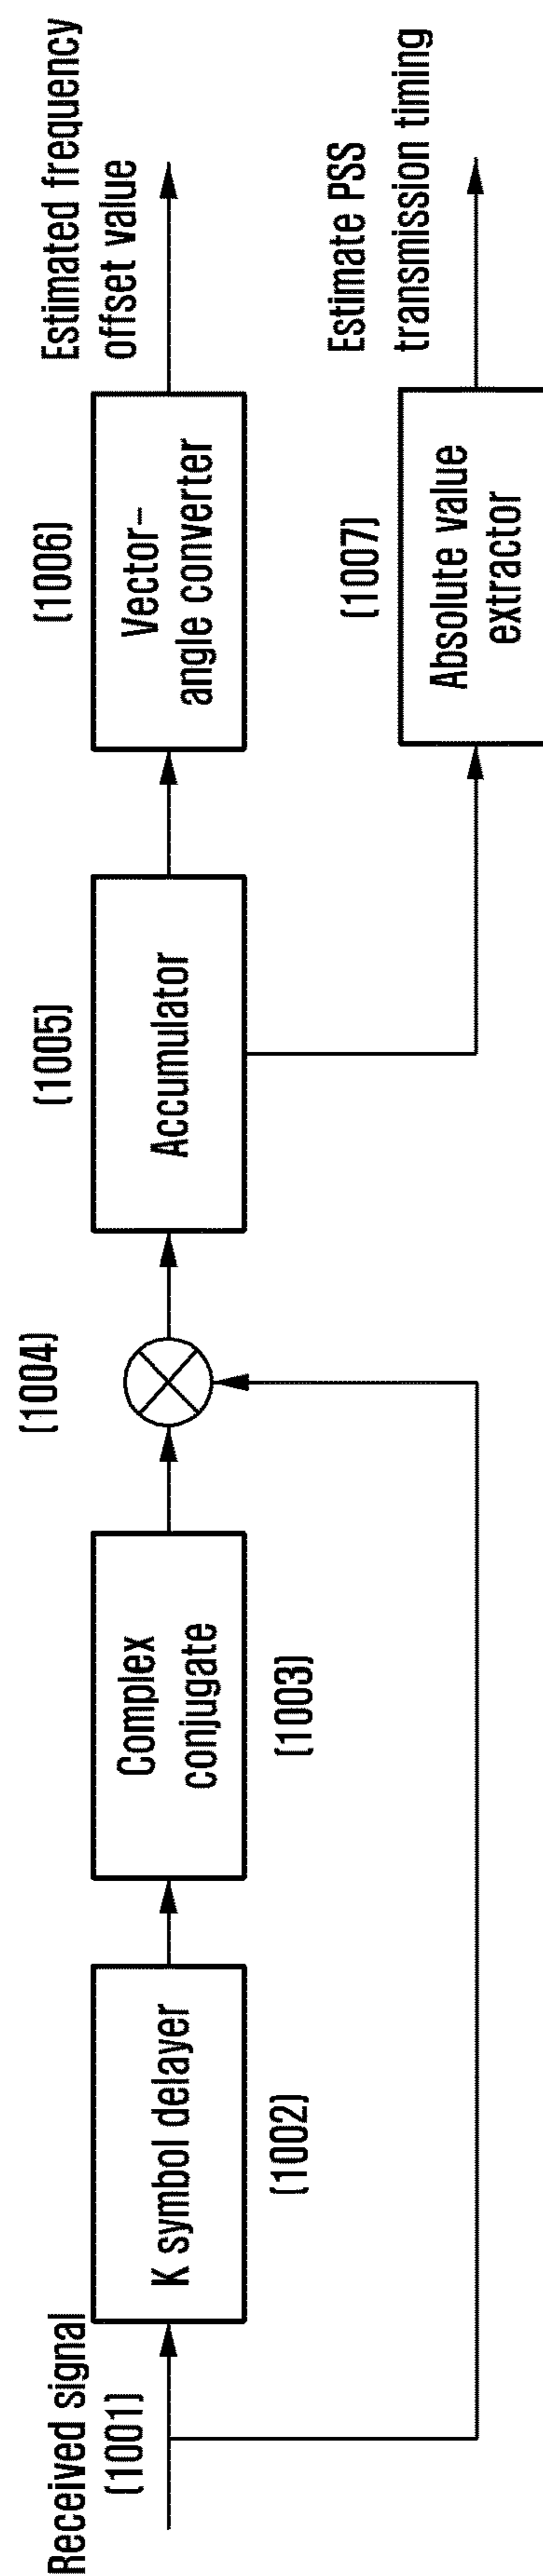 Received signal
(1001)
K symbol delayer
(1002)
Complex
conjugate
(1003)
(1004)
(1005)
Accumulator
(1006)
Vector-
angle converter
Estimated frequency
offset value
(1007)
Absolute value
extractor
Estimate PSS
transmission timing